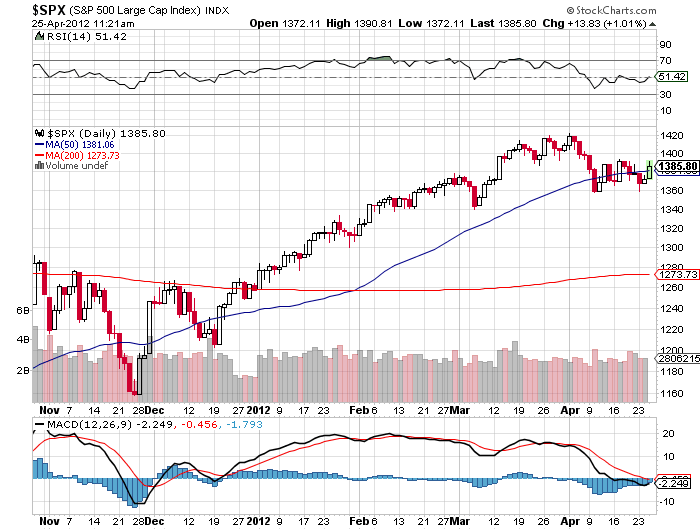 $SPX (S&P 500 Large Cap Index) INDX
© StockCharts.com
25-Apr-2012 11:21am
Open 1372.11 High 1390.81 Low 1372.11 Last 1385.80 Chg +13.83 (+1.01%)
RSI(14) 51.42
90
70
51.42
30
10
$SPX (Daily) 1385.80
MA(50) 1381.06
MA(200) 1273.73
Volume undef
1420
1400
1385.80
1360
1340
1320
1300
1280
1273.73
1260
1240
1220
1200
2806215
1180
1160
6B
4B
2B
Nov 7 14 21 28 Dec 12 19 27 2012 9 17 23 Feb 6 13 21 27 Mar 12 19 26 Apr 9 16 23
MACD(12,26,9) -2.249, -0.456, -1.793
20
10
-2.249
-10
Nov 7 14 21 28 Dec 12 19 27 2012 9 17 23 Feb 6 13 21 27 Mar 12 19 26 Apr 9 16 23